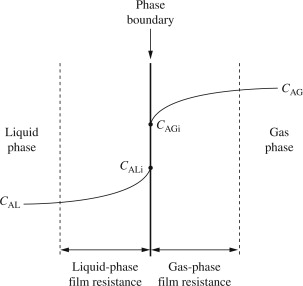 Phase
boundary
C_AG
C_AGi
Liquid
phase
Gas
phase
C_ALi
C_AL
Liquid-phase
film resistance
Gas-phase
film resistance